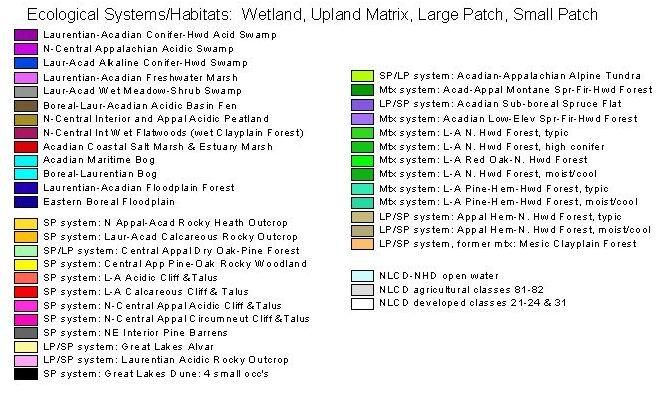 Ecological Systems/Habitats: Wetland, Upland Matrix, Large Patch, Small Patch
Laurentian-Acadian Conifer-Hwd Acid Swamp
N-Central Appalachian Acidic Swamp
Laur-Acad Alkaline Conifer-Hwd Swamp
Laurentian-Acadian Freshwater Marsh
Laur-Acad Wet Meadow-Shrub Swamp
Boreal-Laur-Acadian Acidic Basin Fen
N-Central Interior and Appal Acidic Peatland
N-Central Int Wet Flatwoods (wet Clayplain Forest)
Acadian Coastal Salt Marsh & Estuary Marsh
Acadian Maritime Bog
Boreal-Laurentian Bog
Laurentian-Acadian Floodplain Forest
Eastern Boreal Floodplain
SP system: N Appal-Acad Rocky Heath Outcrop
SP system: Laur-Acad Calcareous Rocky Outcrop
SP/LP system: Central Appal Dry Oak-Pine Forest
SP system: Central App Pine-Oak Rocky Woodland
SP system: L-A Acidic Cliff &Talus
SP system: L-A Calcareous Cliff & Talus
SP system: N-Central Appal Acidic Cliff &Talus
SP system: N-Central Appal Circumneut Cliff &Talus
SP system: NE Interior Pine Barrens
LP/SP system: Great Lakes Alvar
LP/SP system: Laurentian Acidic Rocky Outcrop
SP system: Great Lakes Dune: 4 small occ's
SP/LP system: Acadian-Appalachian Alpine Tundra
Mtx system: Acad-Appal Montane Spr-Fir-Hwd Forest
LP/SP system: Acadian Sub-boreal Spruce Flat
Mtx system: Acadian Low-Elev Spr-Fir-Hwd Forest
Mtx system: L-A N. Hwd Forest, typic
Mtx system: L-A N. Hwd Forest, high conifer
Mtx system: L-A Red Oak-N. Hwd Forest
Mtx system: L-A N. Hwd Forest, moist/cool
Mtx system: L-A Pine-Hem-Hwd Forest, typic
Mtx system: L-A Pine-Hem-Hwd Forest, moist/cool
LP/SP system: Appal Hem-N. Hwd Forest, typic
LP/SP system: Appal Hem-N. Hwd Forest, moist/cool
LP/SP system, former mtx: Mesic Clayplain Forest
NLCD-NHD open water
NLCD agricultural classes 81-82
NLCD developed classes 21-24 & 31